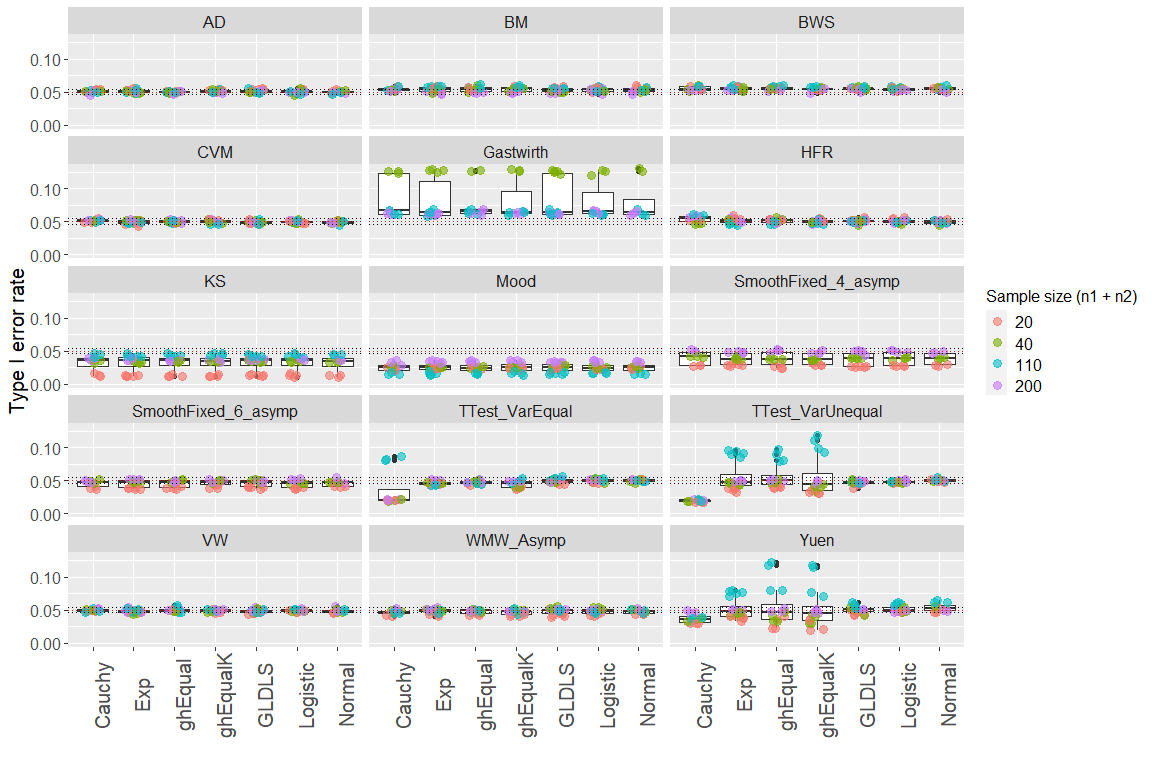 AD BM BWS
0.10
0.05
0.00
CVM Gastwirth HFR
0.10
0.05
0.00
KS Mood SmoothFixed_4_asymp
0.10
0.05
0.00
SmoothFixed_6_asymp TTest_VarEqual TTest_VarUnequal
0.10
0.05
0.00
VW WMW_Asymp Yuen
0.10
0.05
0.00
Cauchy Exp ghEqual ghEqualK GLDLS Logistic Normal Cauchy Exp ghEqual ghEqualK GLDLS Logistic Normal Cauchy Exp ghEqual ghEqualK GLDLS Logistic Normal
Type I error rate
Sample size (n1 + n2)
20
40
110
200